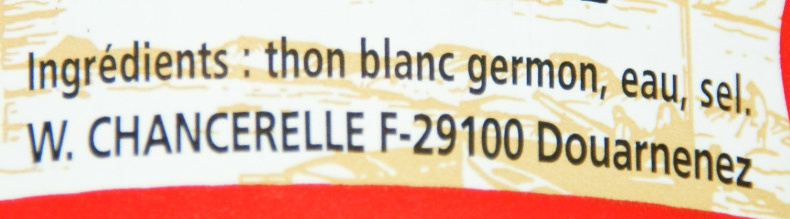 Ingrédients : thon blanc germon, eau, sel.
W. CHANCERELLE F-29100 Douarnenez